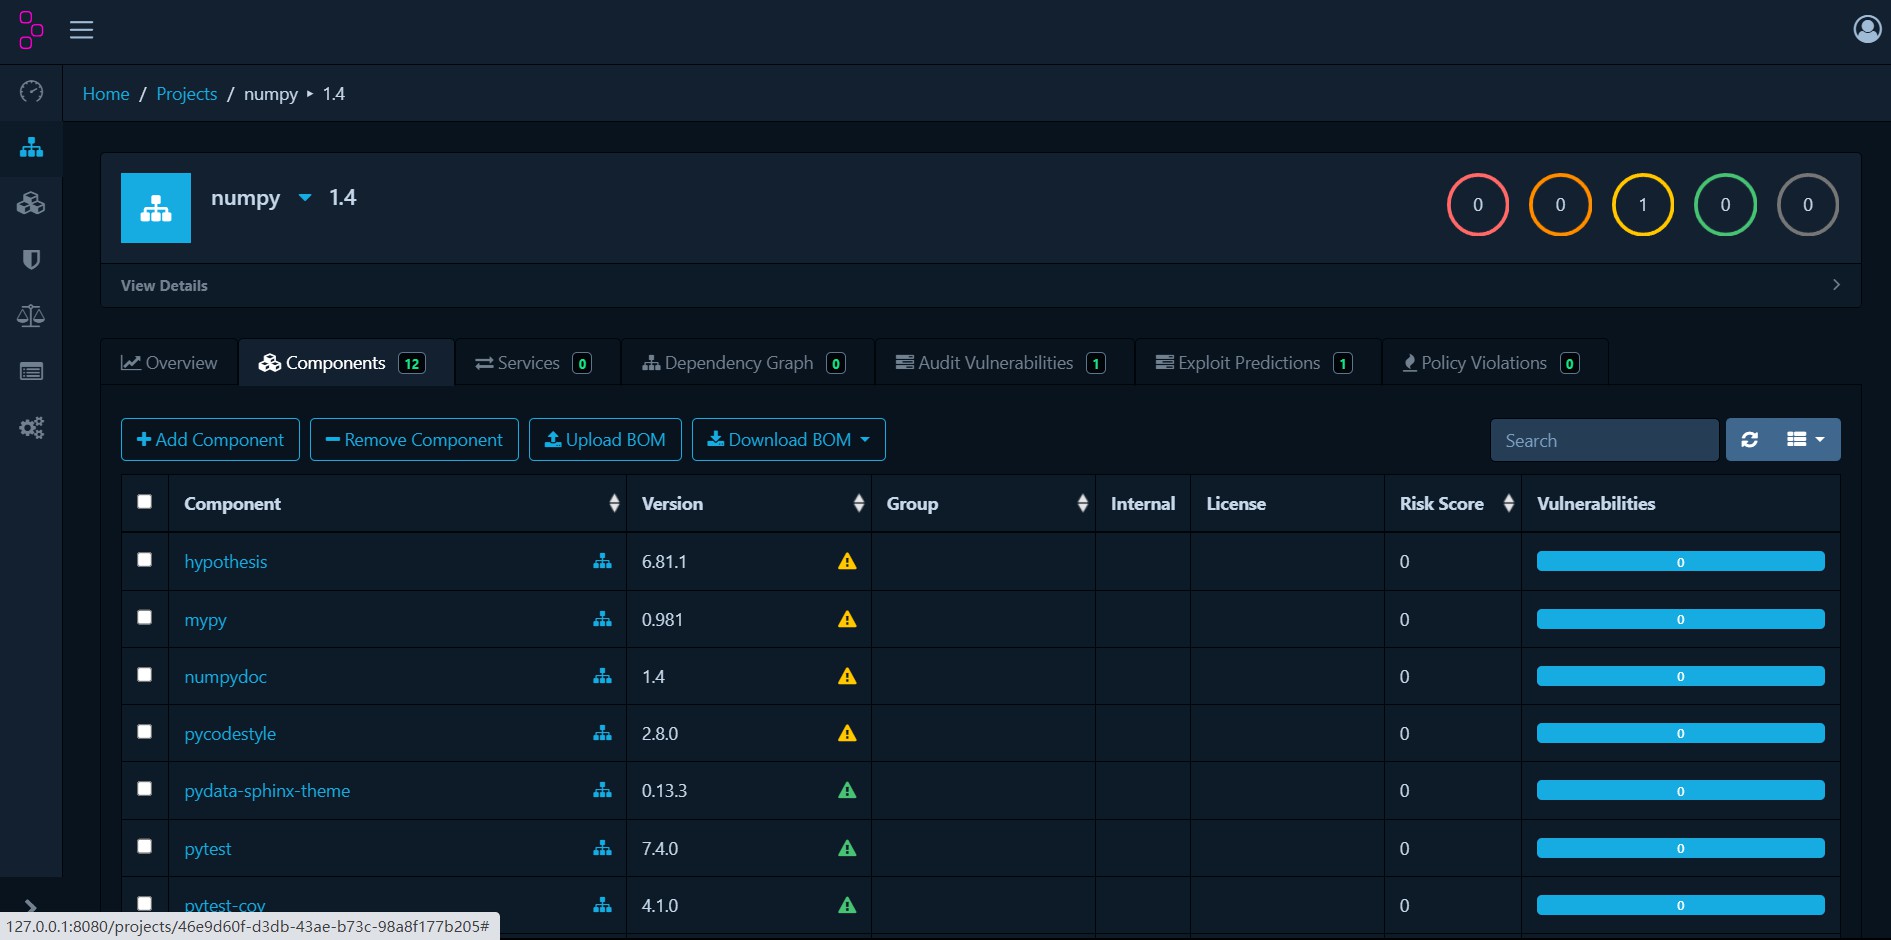 Home / Projects / numpy ▸ 1.4
numpy 1.4
0 0 1 0 0
View Details
Overview Components 12 Services 0 Dependency Graph 0 Audit Vulnerabilities 1 Exploit Predictions 1 Policy Violations 0
Add Component Remove Component Upload BOM Download BOM Search
Component Version Group Internal License Risk Score Vulnerabilities
hypothesis 6.81.1 0 0
mypy 0.981 0 0
numpydoc 1.4 0 0
pycodestyle 2.8.0 0 0
pydata-sphinx-theme 0.13.3 0 0
pytest 7.4.0 0 0
pytest-cov 4.1.0 0 0
127.0.0.1:8080/projects/46e9d60f-d3db-43ae-b73c-98a8f177b205#